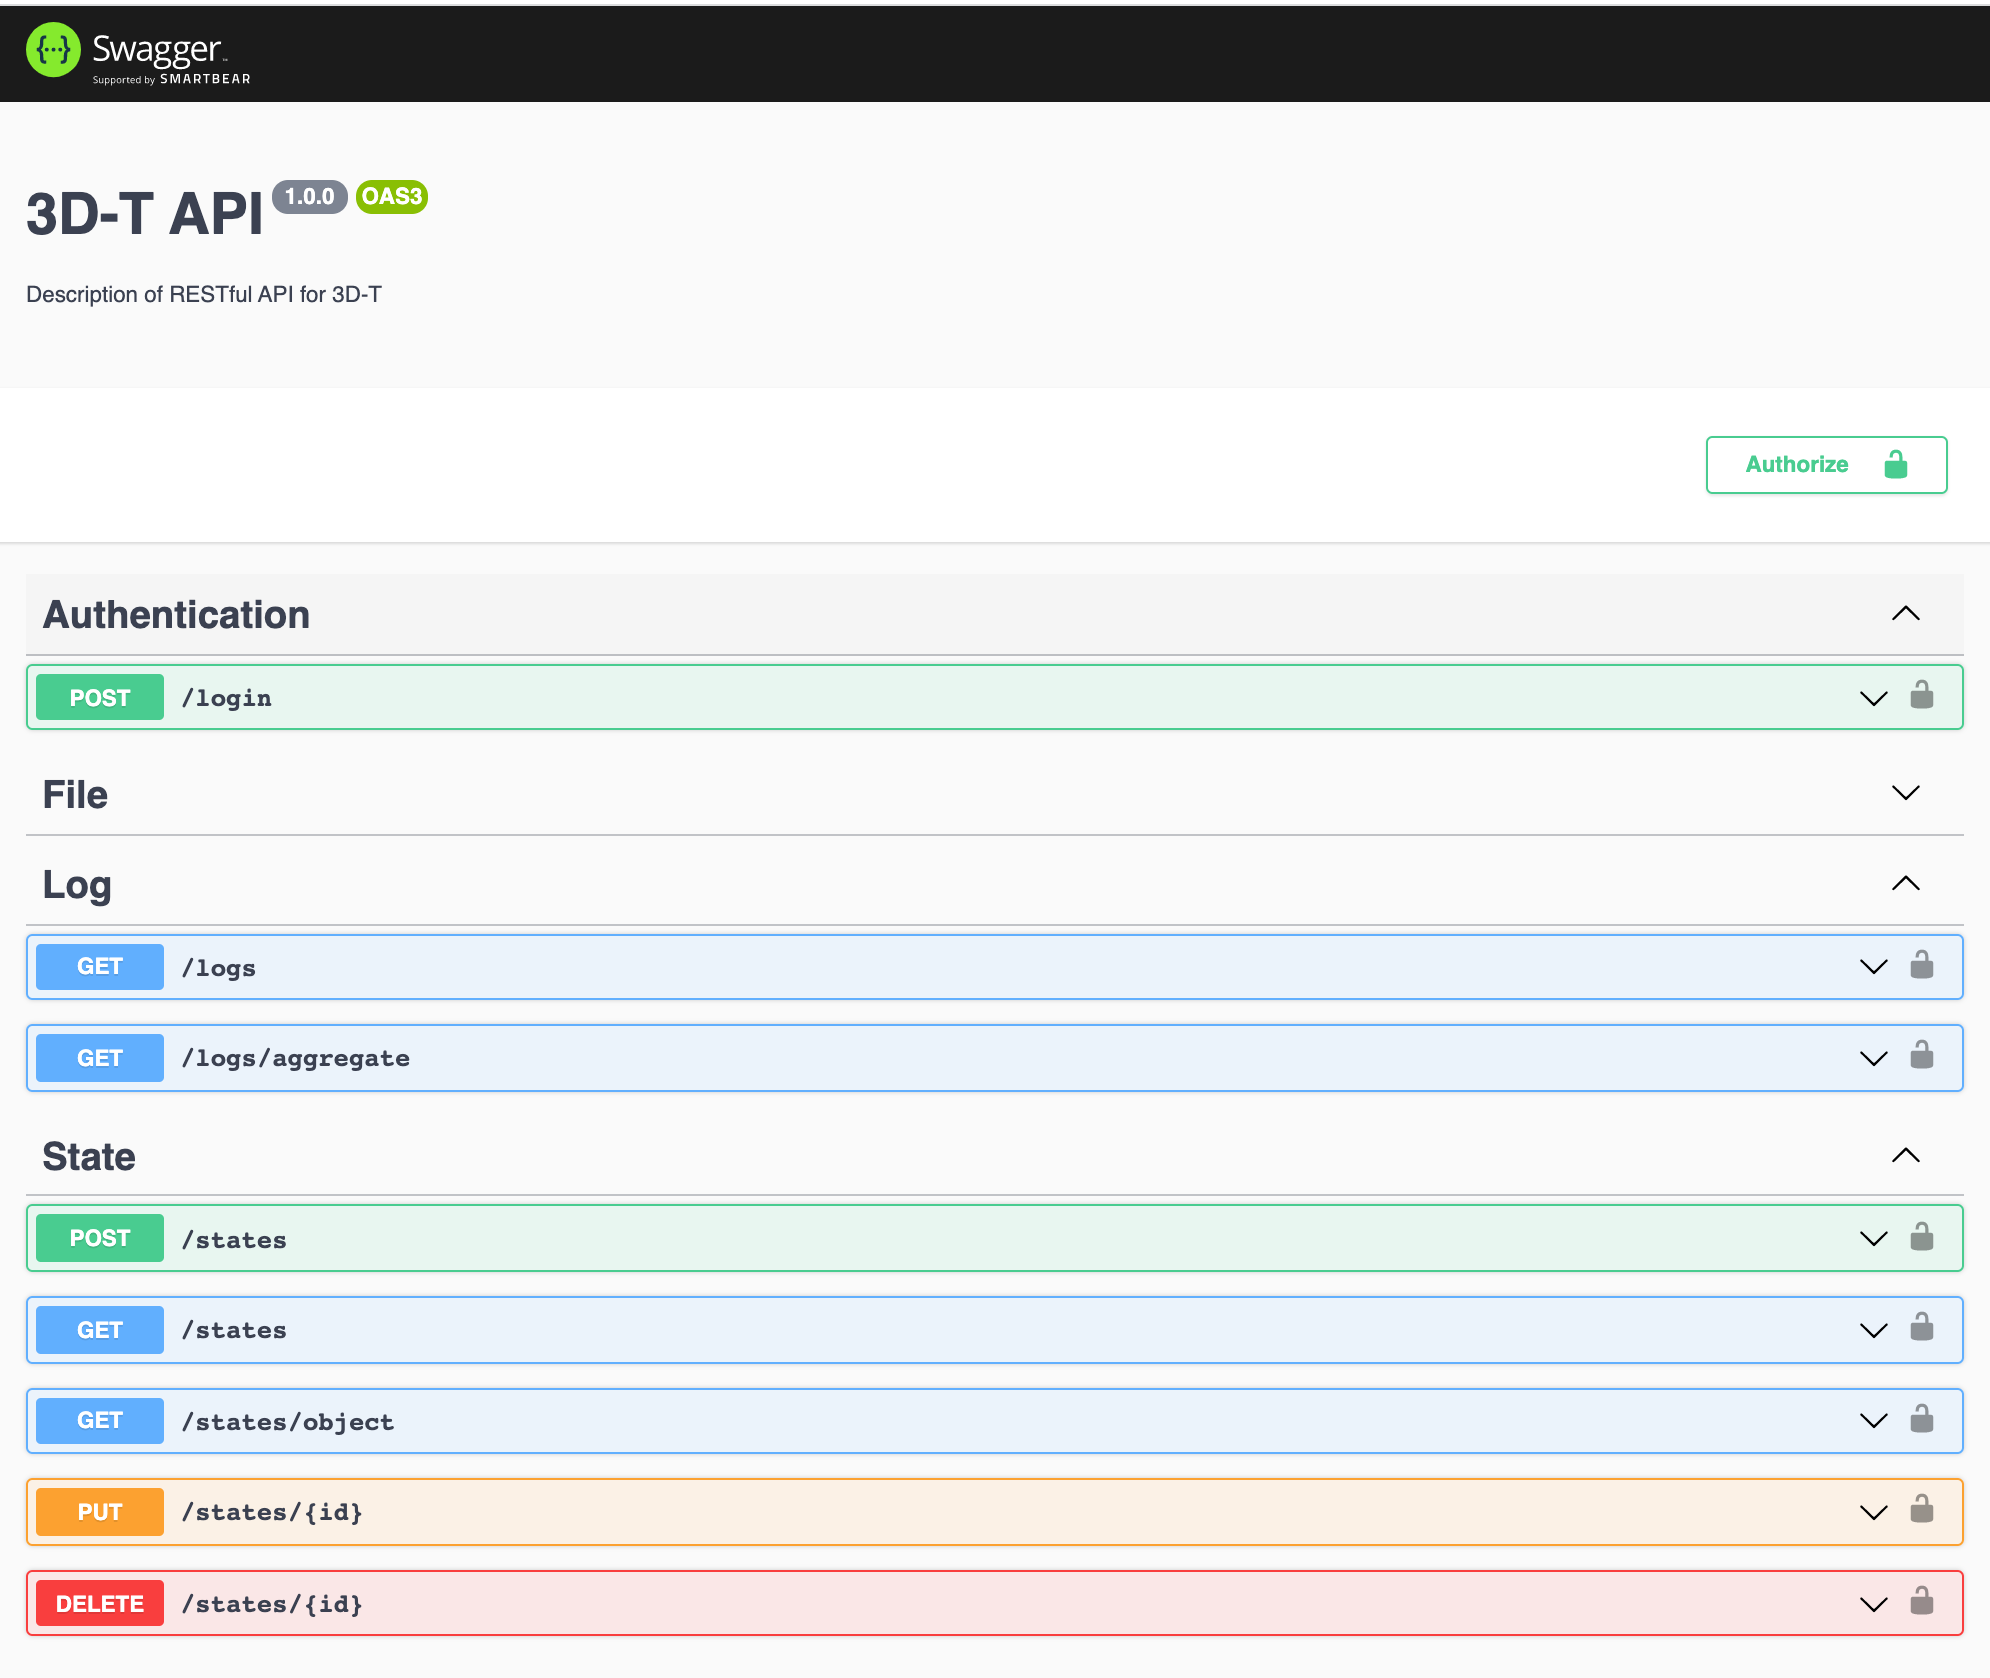 Swagger™
Supported by SMARTBEAR
3D-T API 1.0.0 OAS3
Description of RESTful API for 3D-T
Authorize
Authentication
POST /login
File
Log
GET /logs
GET /logs/aggregate
State
POST /states
GET /states
GET /states/object
PUT /states/{id}
DELETE /states/{id}